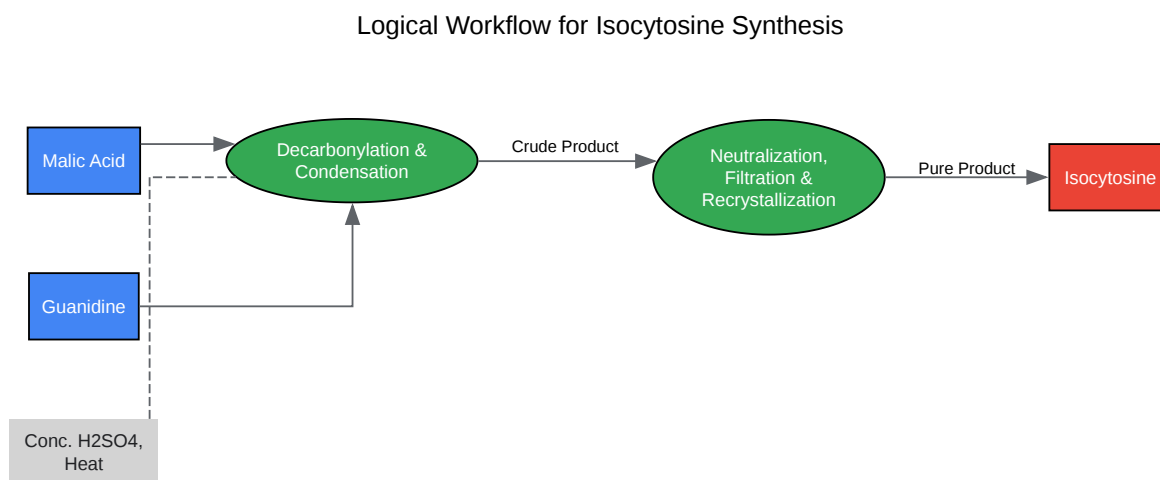 Logical Workflow for Isocytosine Synthesis
Malic Acid
Decarbonylation &
Condensation
Crude Product
Neutralization,
Filtration &
Recrystallization
Pure Product
Isocytosine
Guanidine
Conc. H2SO4,
Heat